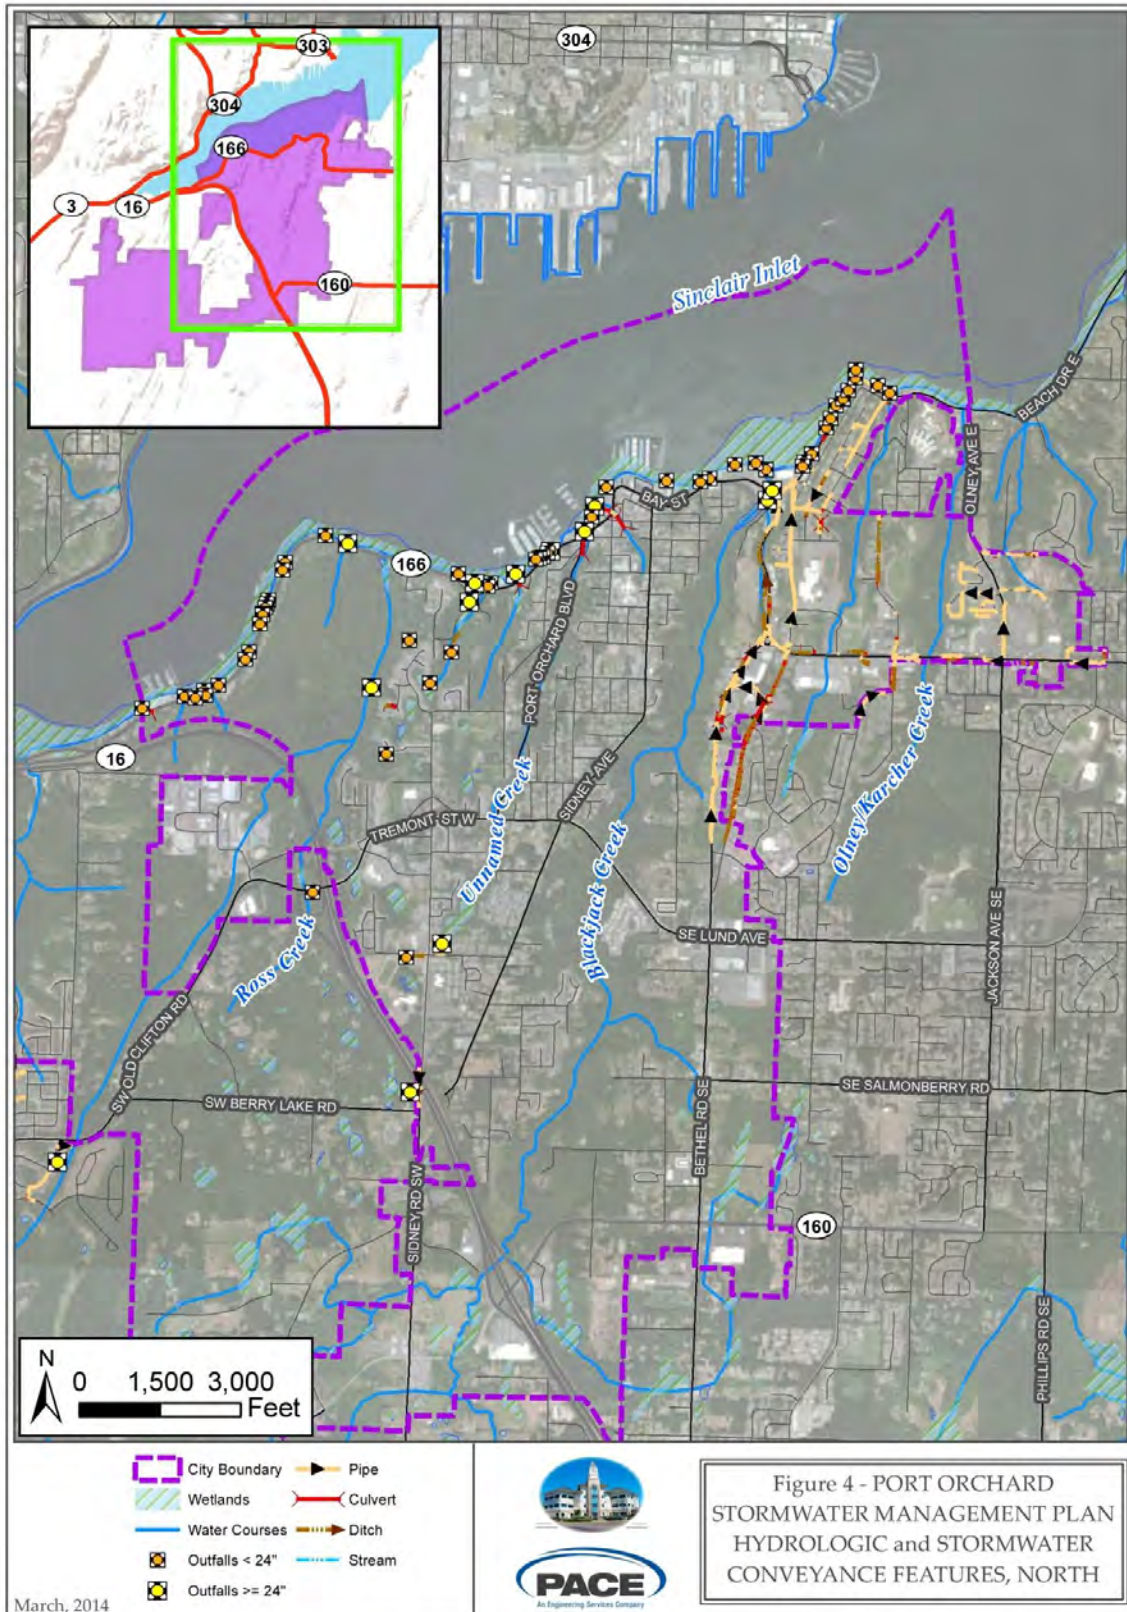 303
304
304
166
3
16
160
Sinclair Inlet
BEACH DR E
OLNEY AVE E
BAY ST
166
PORT ORCHARD BLVD
16
SIDNEY AVE
TREMONT ST W
Unnamed Creek
Olney/Karcher Creek
Blackjack Creek
Ross Creek
SE LUND AVE
JACKSON AVE SE
SW OLD CLIFTON RD
SW BERRY LAKE RD
SE SALMONBERRY RD
BETHEL RD SE
SIDNEY RD SW
160
PHILLIPS RD SE
N
0 1,500 3,000
Feet
City Boundary
Pipe
Wetlands
Culvert
Water Courses
Ditch
Outfalls < 24"
Stream
Outfalls >= 24"
March, 2014
PACE
An Engineering Services Company
Figure 4 - PORT ORCHARD
STORMWATER MANAGEMENT PLAN
HYDROLOGIC and STORMWATER
CONVEYANCE FEATURES, NORTH